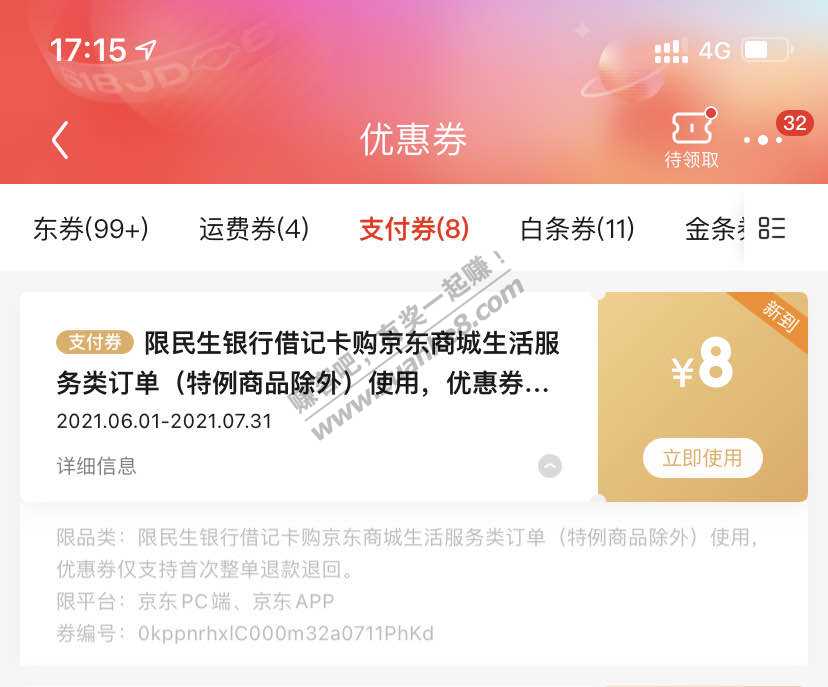 17:15
4G
618JD
优惠券
待领取
32
东券(99+)
运费券(4)
支付券(8)
白条券(11)
金条
支付券 限民生银行借记卡购京东商城生活服
务类订单（特例商品除外）使用，优惠券...
2021.06.01-2021.07.31
详细信息
新到
¥8
立即使用
限品类：限民生银行借记卡购京东商城生活服务类订单（特例商品除外）使用，
优惠券仅支持首次整单退款退回。
限平台：京东PC端、京东APP
券编号：0kppnrhxIC000m32a0711PhKd